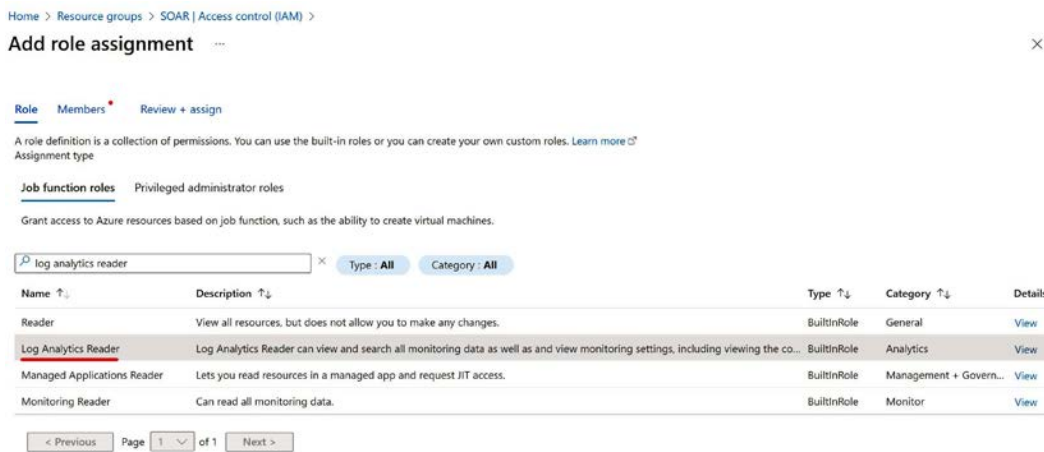 Home > Resource groups > SOAR | Access control (IAM) >
Add role assignment ...
Role Members Review + assign
A role definition is a collection of permissions. You can use the built-in roles or you can create your own custom roles. Learn more
Assignment type
Job function roles Privileged administrator roles
Grant access to Azure resources based on job function, such as the ability to create virtual machines.
log analytics reader Type : All Category : All
Name Description Type Category Details
Reader View all resources, but does not allow you to make any changes. BuiltInRole General View
Log Analytics Reader Log Analytics Reader can view and search all monitoring data as well as and view monitoring settings, including viewing the co... BuiltInRole Analytics View
Managed Applications Reader Lets you read resources in a managed app and request JIT access. BuiltInRole Management + Govern... View
Monitoring Reader Can read all monitoring data. BuiltInRole Monitor View
< Previous Page 1 of 1 Next >